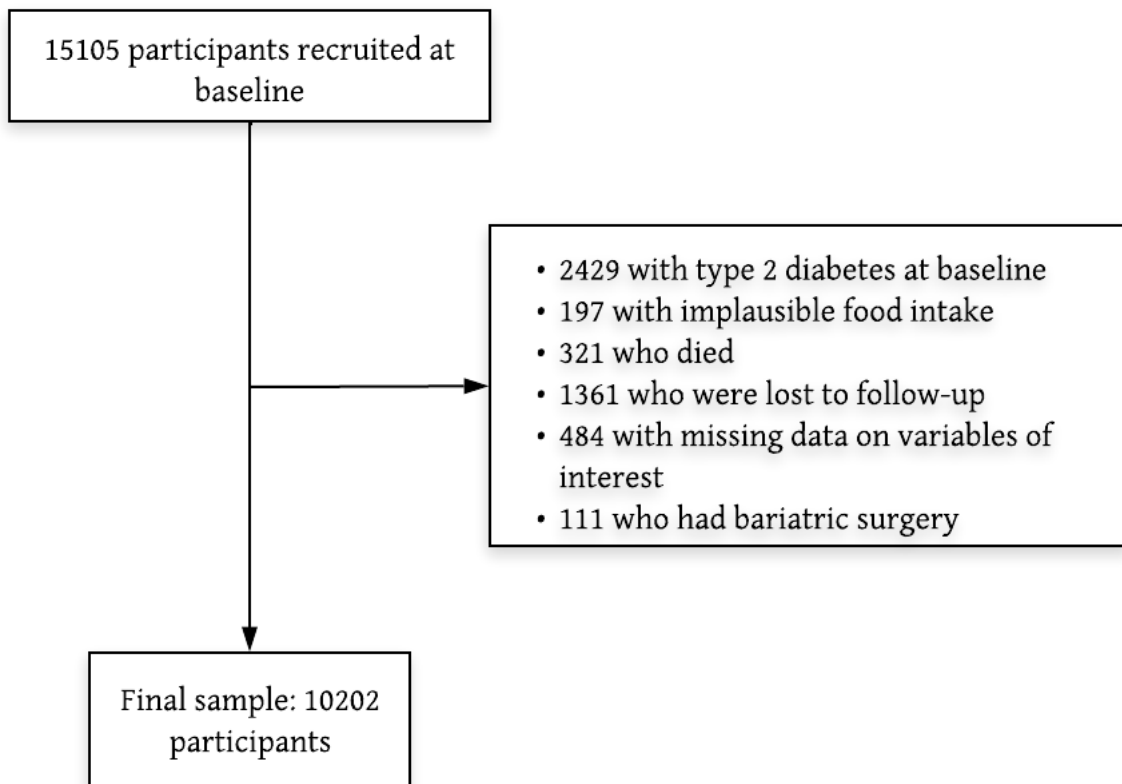 15105 participants recruited at
baseline
• 2429 with type 2 diabetes at baseline
• 197 with implausible food intake
• 321 who died
• 1361 who were lost to follow-up
• 484 with missing data on variables of
interest
• 111 who had bariatric surgery
Final sample: 10202
participants